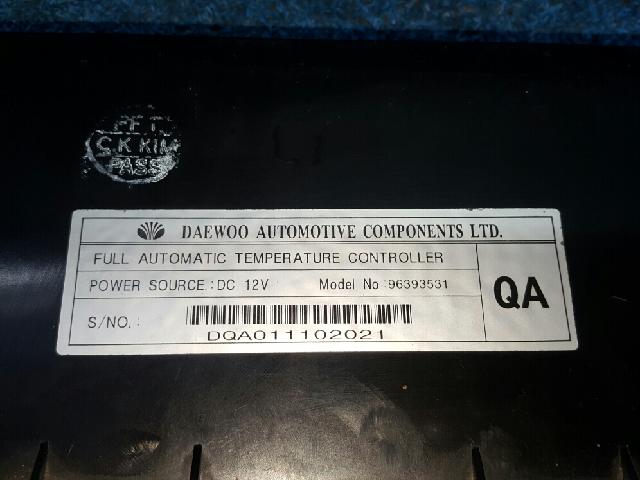 FFT
C.K KIM
PASS
DAEWOO AUTOMOTIVE COMPONENTS LTD.
FULL AUTOMATIC TEMPERATURE CONTROLLER
POWER SOURCE : DC 12V Model No :96393531
QA
S/NO. :
DQA011102021